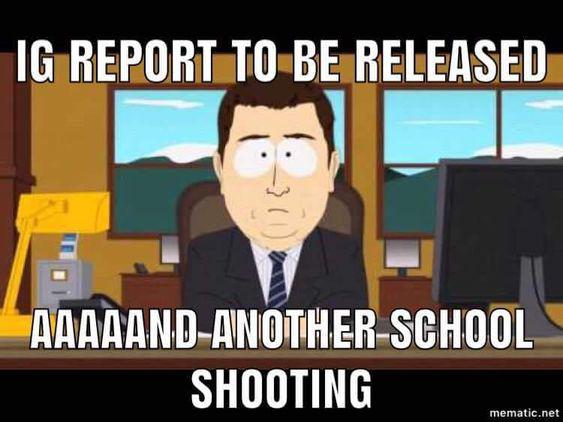 IG REPORT TO BE RELEASED
AAAAAND ANOTHER SCHOOL
SHOOTING
mematic.net